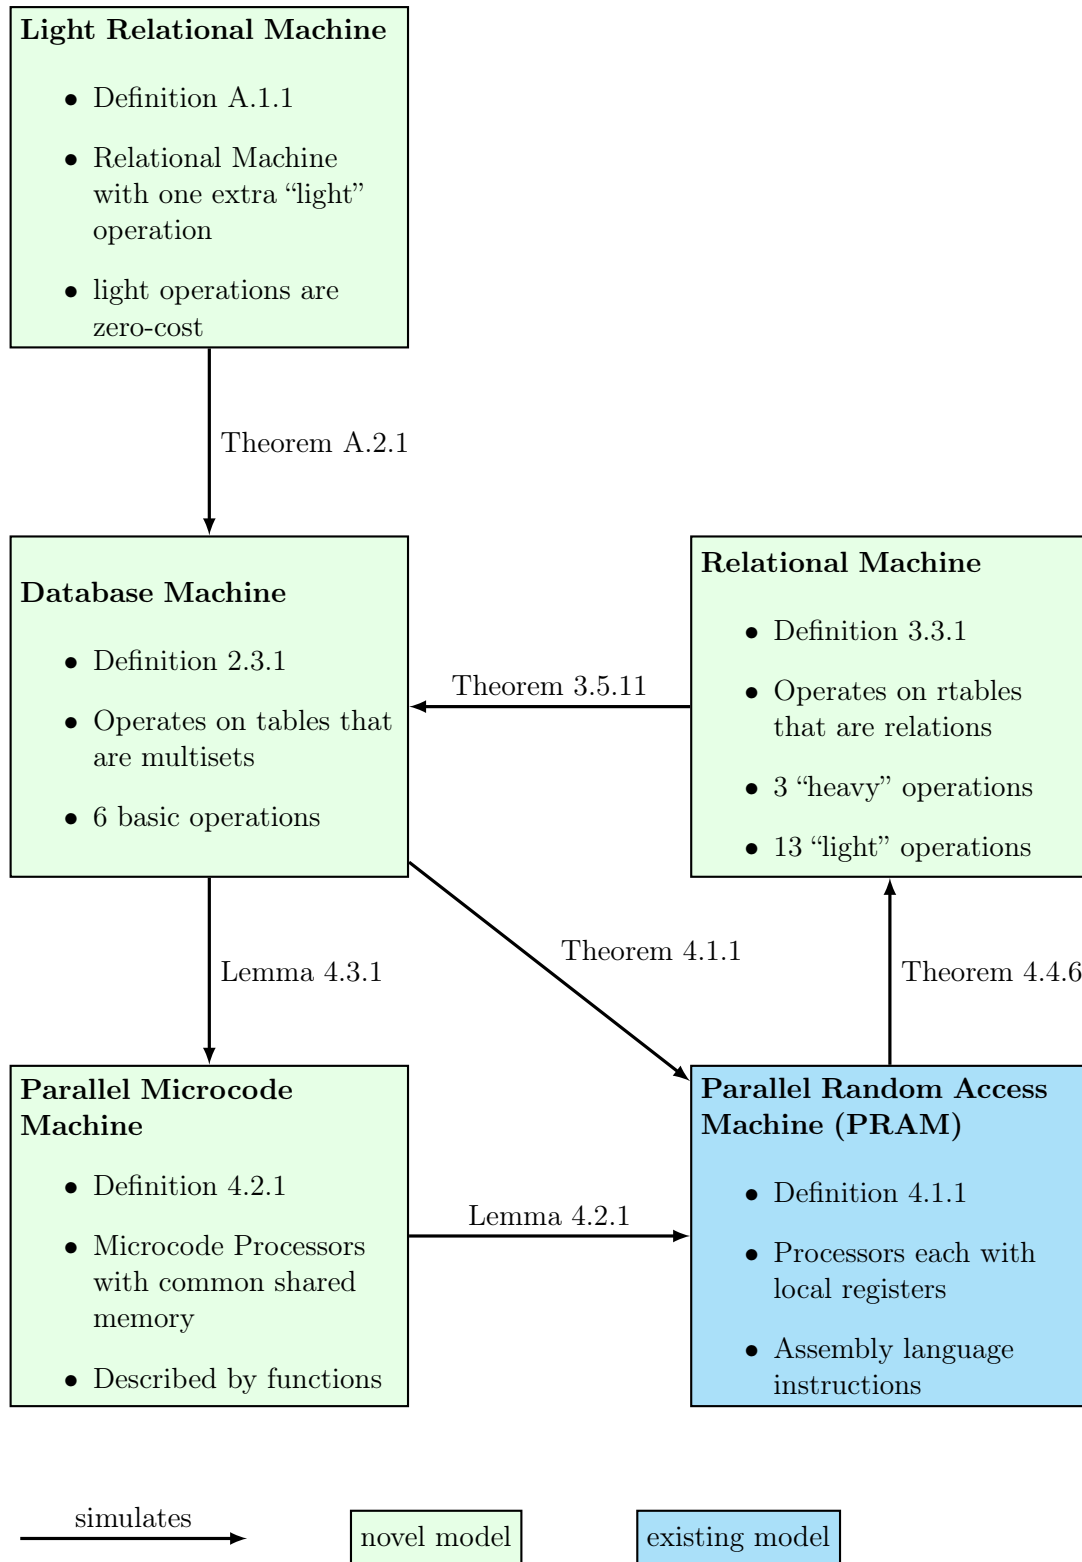 Light Relational Machine
• Definition A.1.1
• Relational Machine
with one extra “light”
operation
• light operations are
zero-cost
Theorem A.2.1
Database Machine
• Definition 2.3.1
• Operates on tables that
are multisets
• 6 basic operations
Theorem 3.5.11
Relational Machine
• Definition 3.3.1
• Operates on rtables
that are relations
• 3 “heavy” operations
• 13 “light” operations
Lemma 4.3.1
Theorem 4.1.1
Theorem 4.4.6
Parallel Microcode
Machine
• Definition 4.2.1
• Microcode Processors
with common shared
memory
• Described by functions
Lemma 4.2.1
Parallel Random Access
Machine (PRAM)
• Definition 4.1.1
• Processors each with
local registers
• Assembly language
instructions
simulates
novel model
existing model